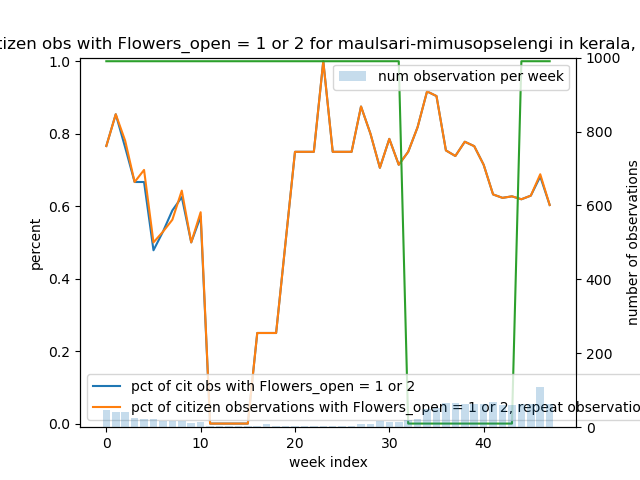 tizen obs with Flowers_open = 1 or 2 for maulsari-mimusopselengi in kerala,
num observation per week
percent
1.0
0.8
0.6
0.4
0.2
0.0
1000
800
600
400
200
0
number of observations
pct of cit obs with Flowers_open = 1 or 2
pct of citizen observations with Flowers_open = 1 or 2, repeat observatio
0 10 20 30 40
week index